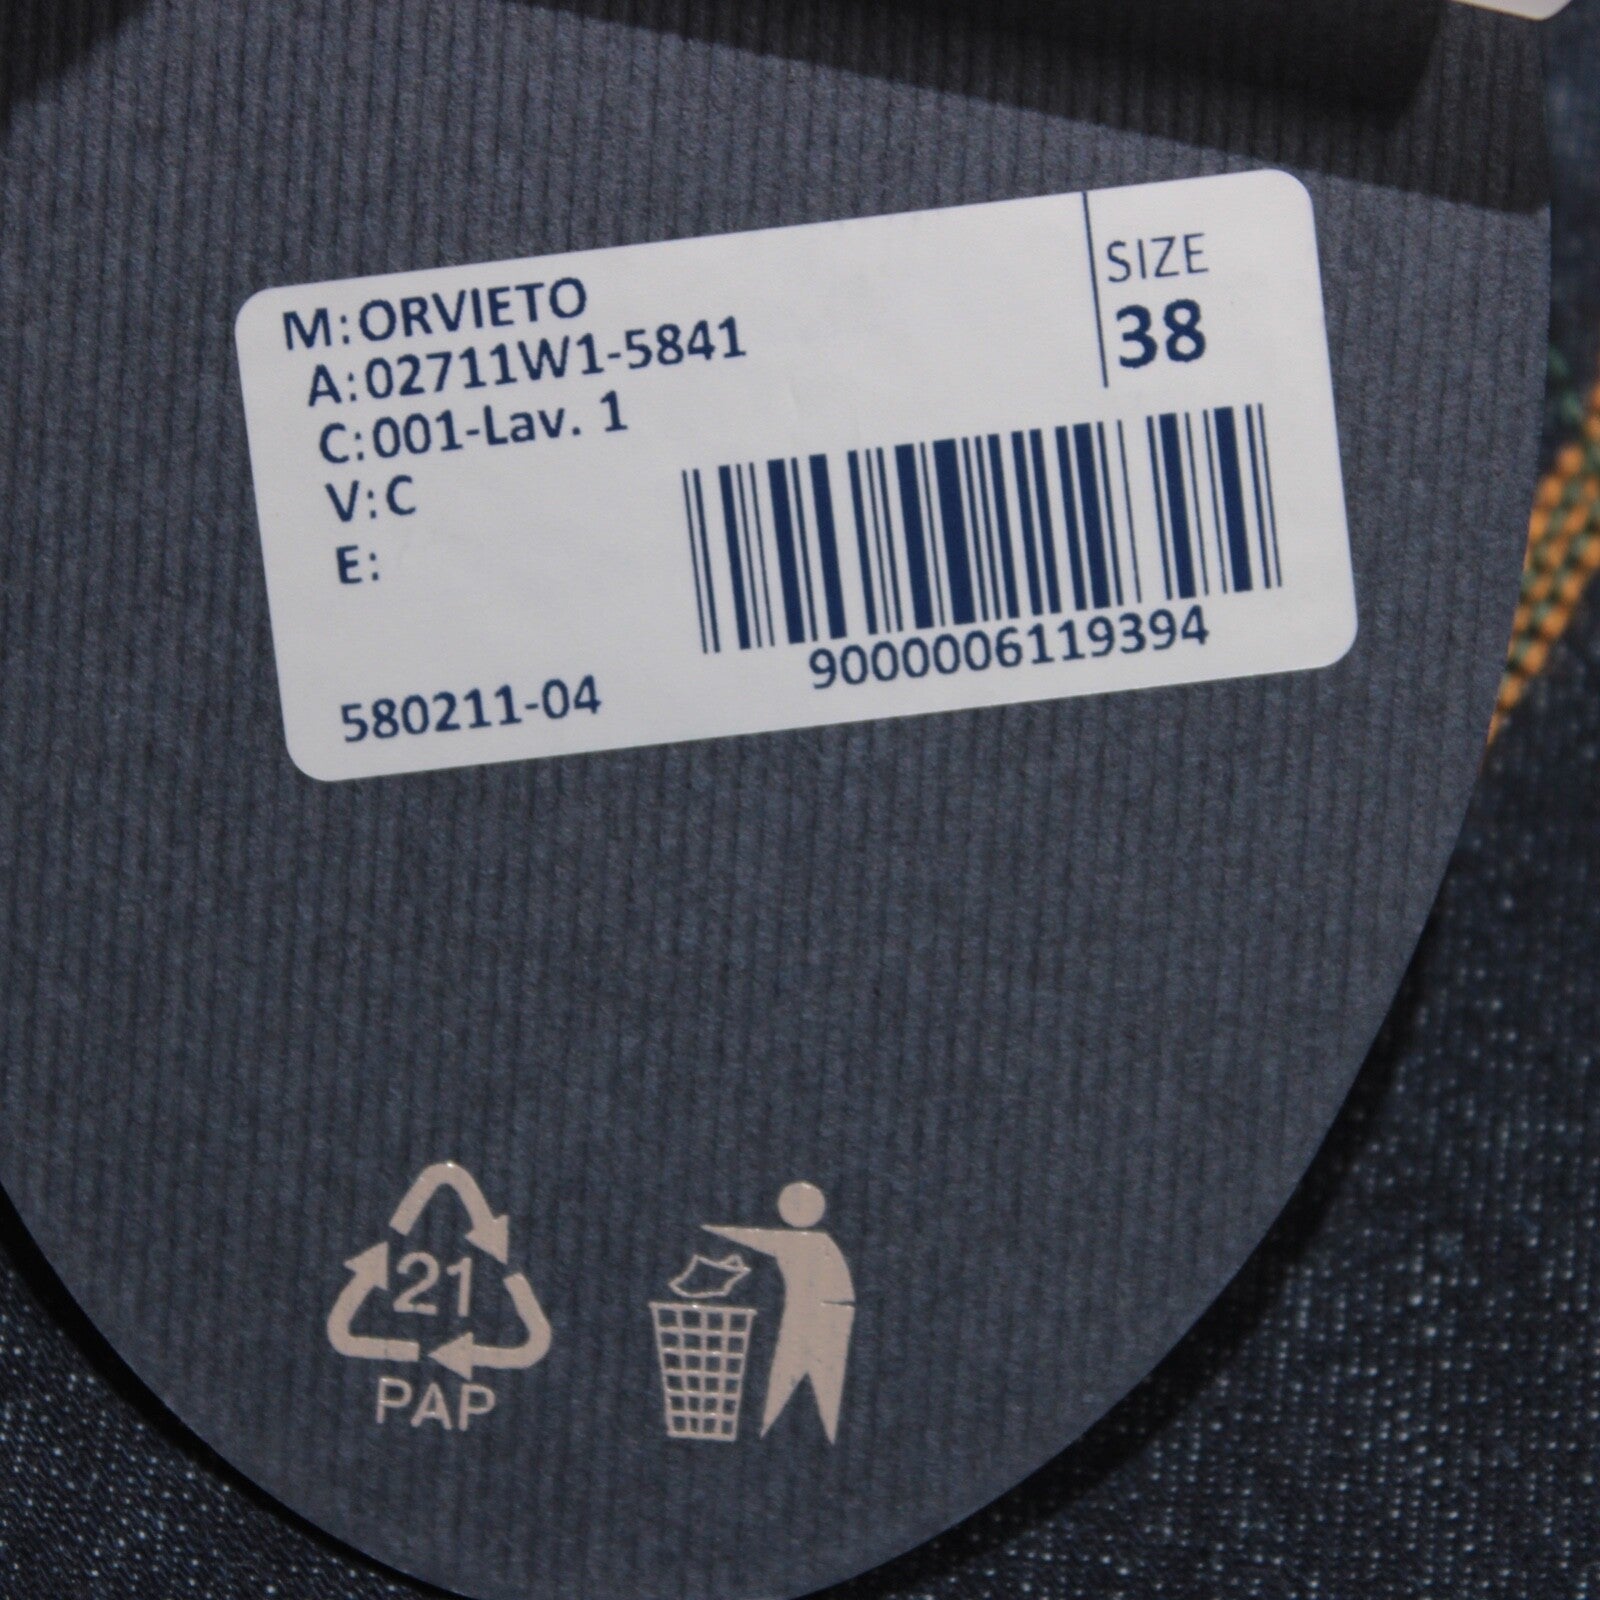 M:ORVIETO
A:02711W1-5841
C:001-Lav. 1
V:C
E:
SIZE
38
9000006119394
580211-04
21
PAP